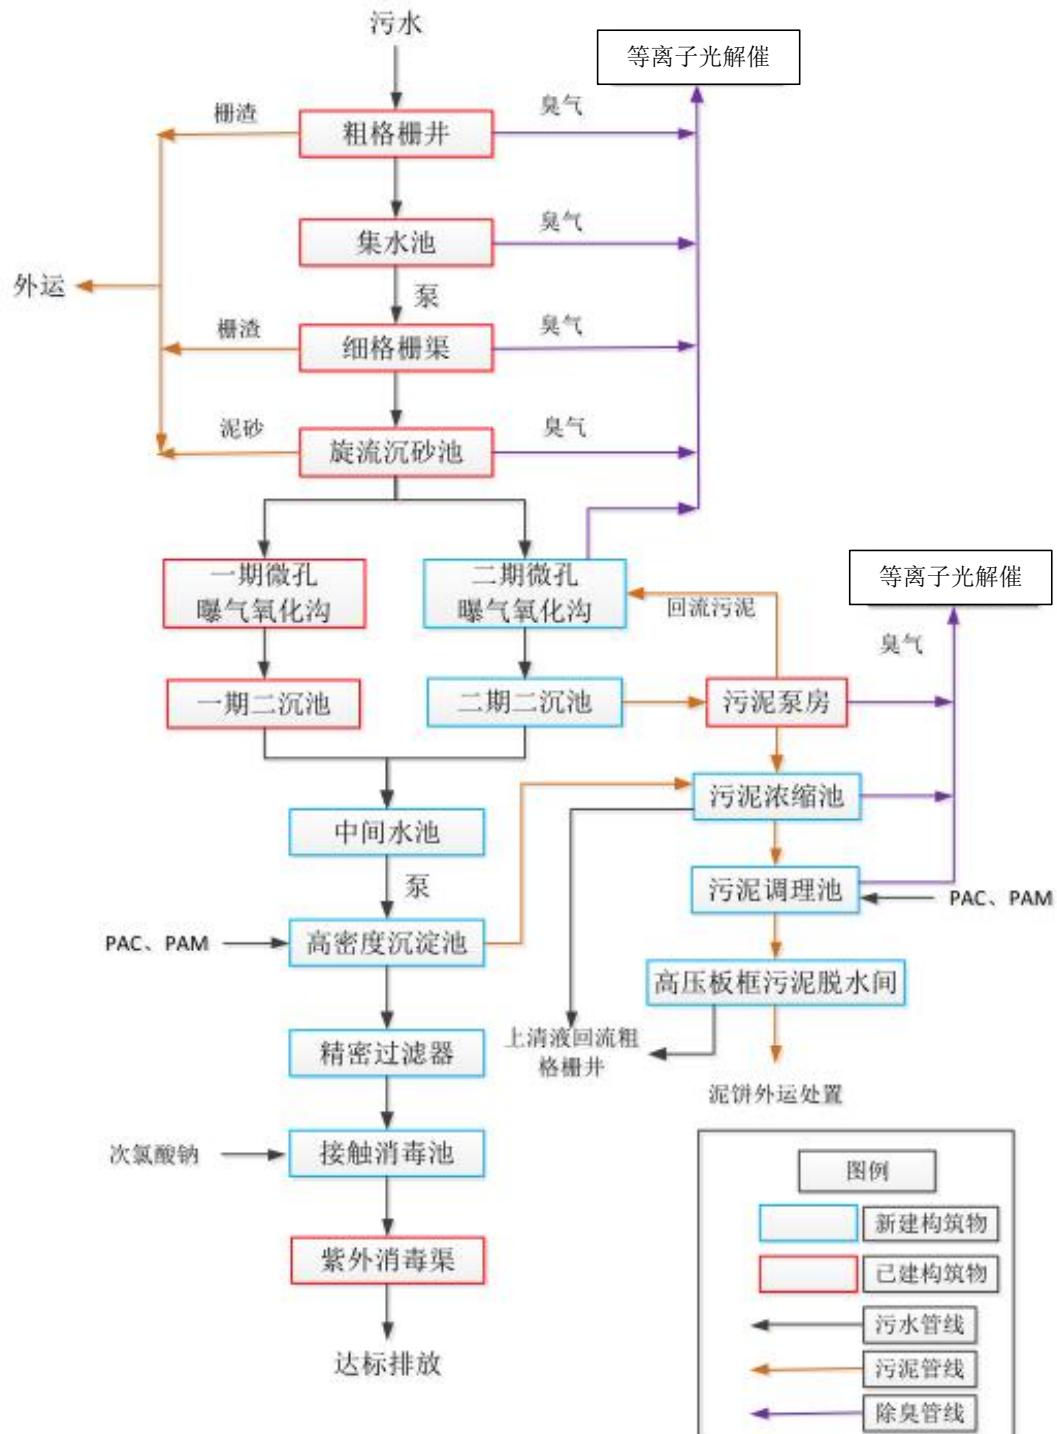 污水
等离子光解催
栅渣
臭气
粗格栅井
臭气
集水池
外运
泵
栅渣
臭气
细格栅渠
泥砂
臭气
旋流沉砂池
一期微孔
曝气氧化沟
二期微孔
曝气氧化沟
等离子光解催
回流污泥
臭气
一期二沉池
二期二沉池
污泥泵房
污泥浓缩池
中间水池
泵
污泥调理池
PAC、PAM
PAC、PAM
高密度沉淀池
高压板框污泥脱水间
精密过滤器
上清液回流粗
格栅井
泥饼外运处置
次氯酸钠
接触消毒池
图例
新建构筑物
紫外消毒渠
已建构筑物
污水管线
达标排放
污泥管线
除臭管线